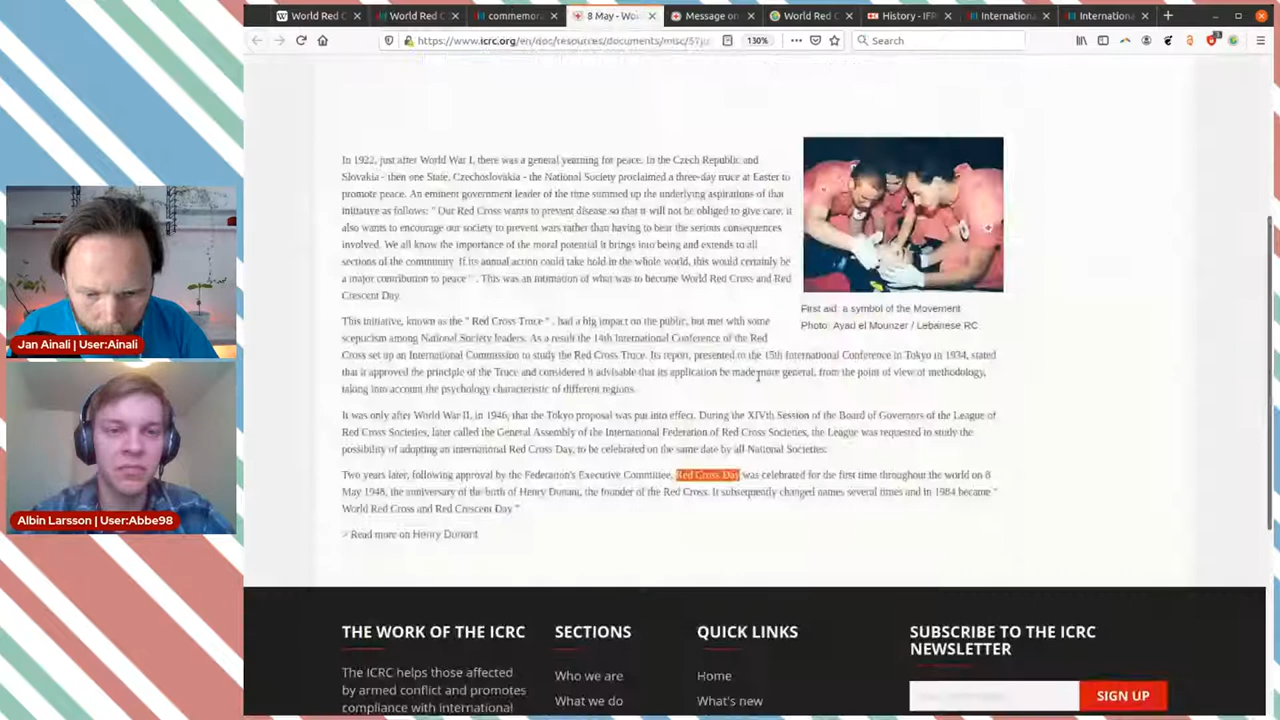 World Red C
World Red C
commemora
8 May - Wo
Message on
World Red C
History - IFR
Internationa
Internationa
https://www.icrc.org/en/doc/resources/documents/misc/57ju
130%
Search
In 1922, just after World War I, there was a general yearning for peace. In the Czech Republic and
Slovakia - then one State, Czechoslovakia - the National Society proclaimed a three-day truce at Easter to
promote peace. An eminent government leader of the time summed up the underlying aspirations of that
initiative as follows: " Our Red Cross wants to prevent disease so that it will not be obliged to give care; it
also wants to encourage our society to prevent wars rather than having to bear the serious consequences
involved. We all know the importance of the moral potential it brings into being and extends to all
sections of the community. If its annual action could take hold in the whole world, this would certainly be
a major contribution to peace " . This was an intimation of what was to become World Red Cross and Red
Crescent Day.
First aid: a symbol of the Movement
Photo: Ayad el Mounzer / Lebanese RC
This initiative, known as the " Red Cross Truce " , had a big impact on the public, but met with some
scepticism among National Society leaders. As a result the 14th International Conference of the Red
Cross set up an International Commission to study the Red Cross Truce. Its report, presented to the 15th International Conference in Tokyo in 1934, stated
that it approved the principle of the Truce and considered it advisable that its application be made more general, from the point of view of methodology,
taking into account the psychology characteristic of different regions.
It was only after World War II, in 1946, that the Tokyo proposal was put into effect. During the XIVth Session of the Board of Governors of the League of
Red Cross Societies, later called the General Assembly of the International Federation of Red Cross Societies, the League was requested to study the
possibility of adopting an international Red Cross Day, to be celebrated on the same date by all National Societies.
Two years later, following approval by the Federation's Executive Committee, Red Cross Day was celebrated for the first time throughout the world on 8
May 1948, the anniversary of the birth of Henry Dunant, the founder of the Red Cross. It subsequently changed names several times and in 1984 became "
World Red Cross and Red Crescent Day "
> Read more on Henry Dunant
THE WORK OF THE ICRC
The ICRC helps those affected
by armed conflict and promotes
compliance with international
SECTIONS
Who we are
What we do
QUICK LINKS
Home
What's new
SUBSCRIBE TO THE ICRC
NEWSLETTER
SIGN UP
Jan Ainali | User:Ainali
Albin Larsson | User:Abbe98